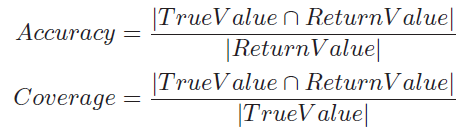 Accuracy = |TrueValue ∩ ReturnValue| / |ReturnValue|
Coverage = |TrueValue ∩ ReturnValue| / |TrueValue|